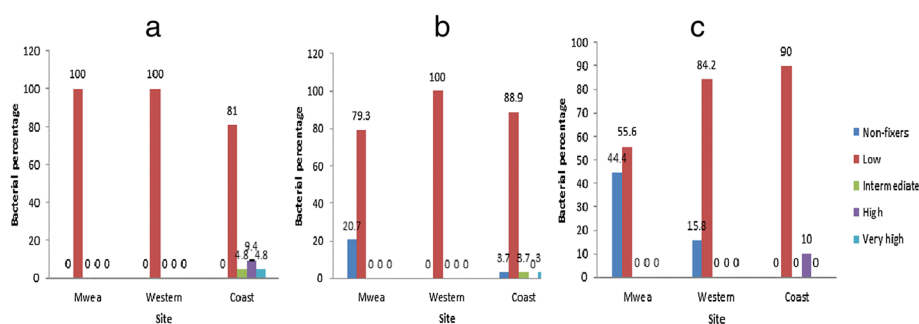 a
120
100
80
60
40
20
0
Bacterial percentage
100
0
0 0 0
100
0
0 0 0
81
0
4.8
9.4
4.8
Mwea
Western
Coast
Site
b
120
100
80
60
40
20
0
Bacterial percentage
20.7
79.3
0 0 0
0
100
0 0 0
3.7
88.9
3.7
0
3
Mwea
Western
Coast
Site
c
100
90
80
70
60
50
40
30
20
10
0
Bacterial percentage
44.4
55.6
0 0 0
15.8
84.2
0 0 0
0
90
0
10
0
Mwea
Western
Coast
Site
Non-fixers
Low
Intermediate
High
Very high